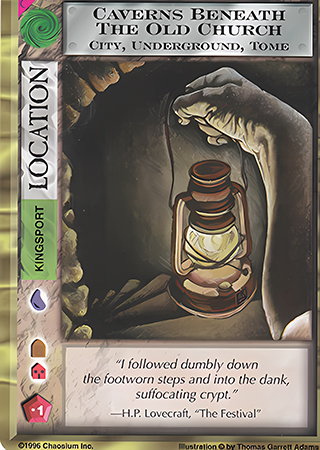 CAVERNS BENEATH
THE OLD CHURCH
CITY, UNDERGROUND, TOME
LOCATION
KINGSPORT
-1
"I followed dumbly down
the footworn steps and into the dank,
suffocating crypt."
—H.P. Lovecraft, "The Festival"
©1996 Chaosium Inc.
Illustration © by Thomas Garrett Adams